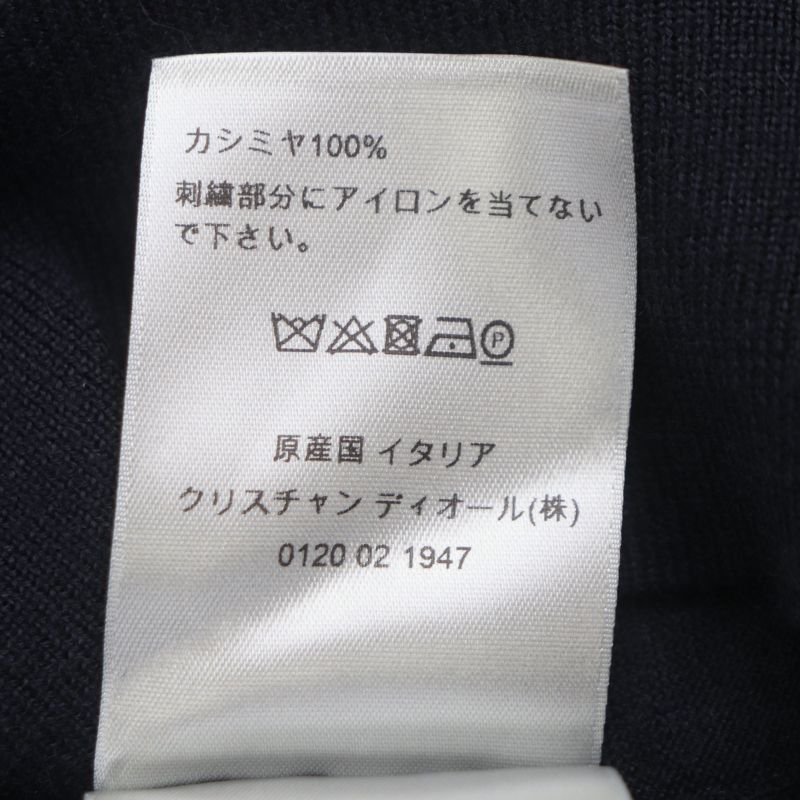 カシミヤ100%
刺繍部分にアイロンを当てない
で下さい。
P
原産国 イタリア
クリスチャン ディオール(株)
0120 02 1947